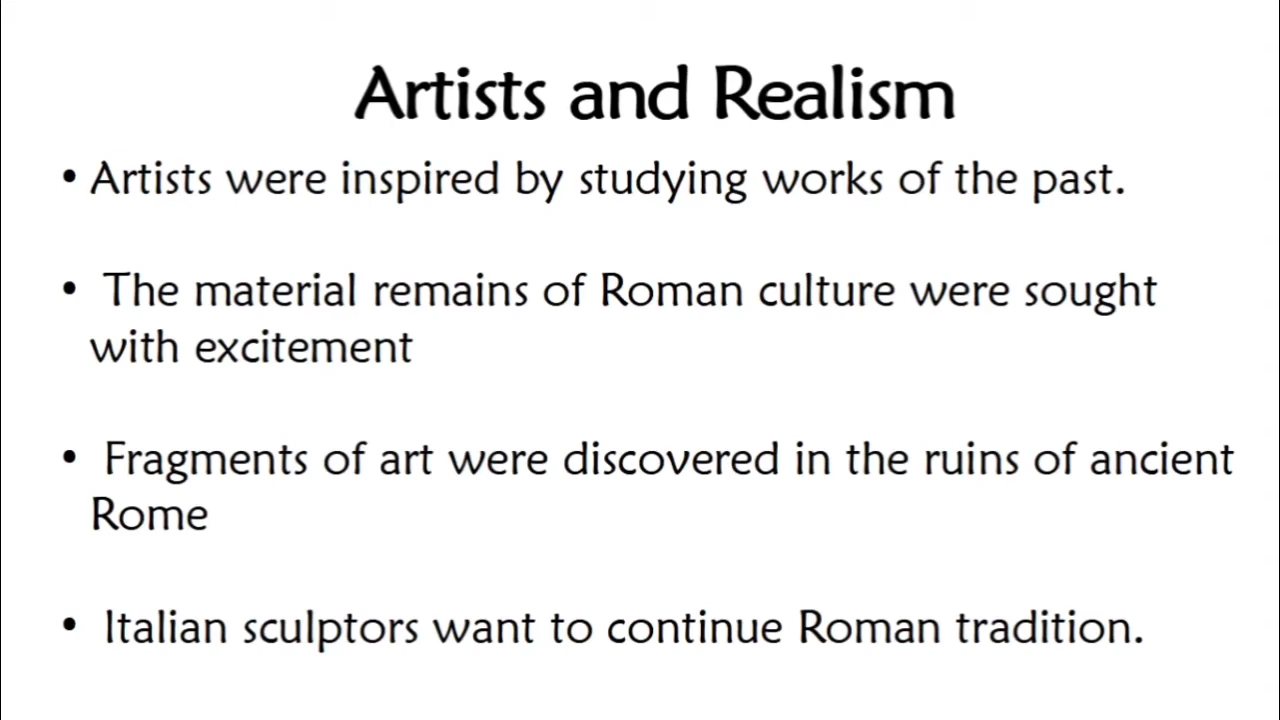 Artists and Realism
• Artists were inspired by studying works of the past.
• The material remains of Roman culture were sought
with excitement
• Fragments of art were discovered in the ruins of ancient
Rome
• Italian sculptors want to continue Roman tradition.